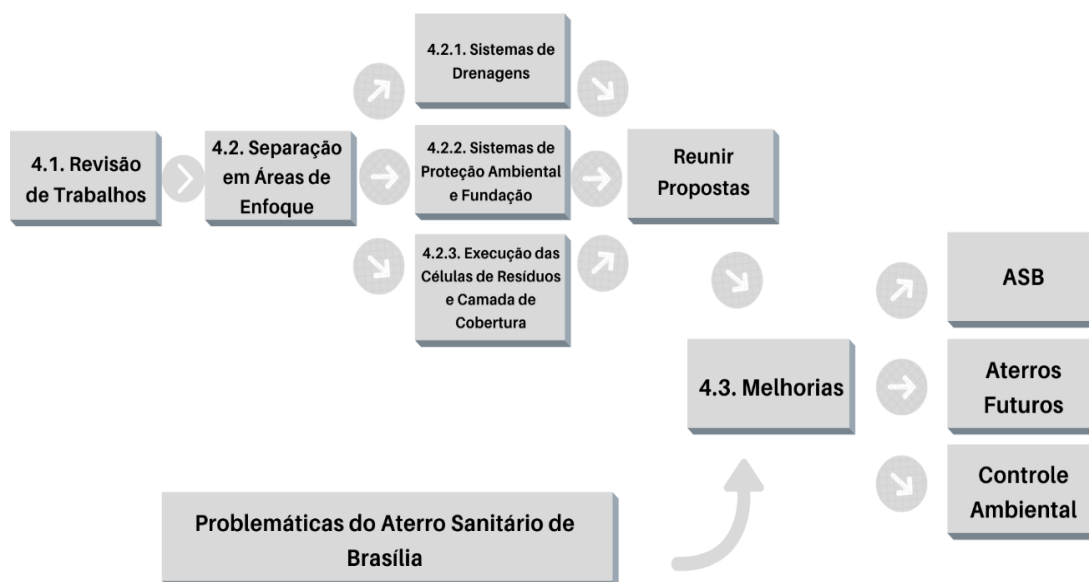 4.1. Revisão
de Trabalhos
4.2. Separação
em Áreas de
Enfoque
4.2.1. Sistemas de
Drenagens
4.2.2. Sistemas de
Proteção Ambiental
e Fundação
4.2.3. Execução das
Células de Resíduos
e Camada de
Cobertura
Reunir
Propostas
4.3. Melhorias
ASB
Aterros
Futuros
Controle
Ambiental
Problemáticas do Aterro Sanitário de
Brasília